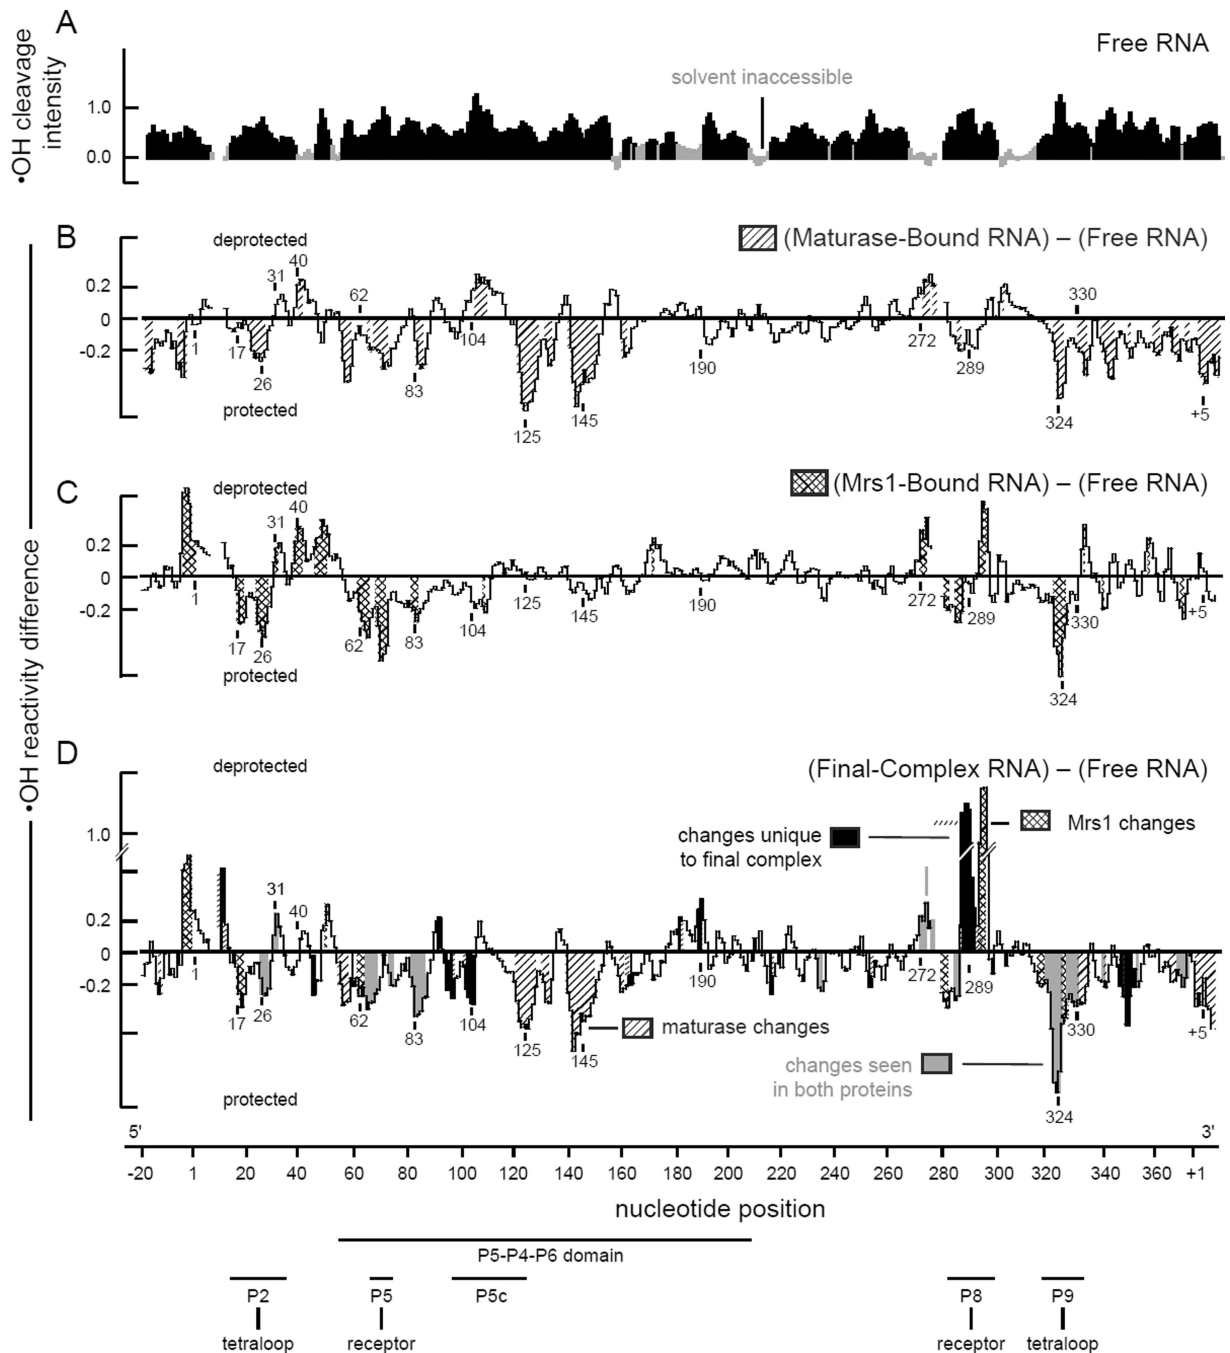 A
Free RNA
•OH cleavage
intensity
solvent inaccessible
1.0
0.0
B
deprotected
(Maturase-Bound RNA) – (Free RNA)
40
31
62
330
0.2
0
-0.2
1
17
26
83
104
125
145
190
272
289
324
+5
protected
C
deprotected
(Mrs1-Bound RNA) – (Free RNA)
40
31
0.2
0
-0.2
1
17
26
62
83
104
125
145
190
272
289
330
324
+5
protected
•OH reactivity difference
D
deprotected
(Final-Complex RNA) – (Free RNA)
changes unique
to final complex
Mrs1 changes
1.0
31
40
0.2
0
-0.2
1
17
26
62
83
104
125
145
190
272
289
330
324
+5
maturase changes
changes seen
in both proteins
protected
5'
3'
-20 1 20 40 60 80 100 120 140 160 180 200 220 240 260 280 300 320 340 360 +1
nucleotide position
P5-P4-P6 domain
P2
P5
P5c
P8
P9
tetraloop
receptor
receptor
tetraloop